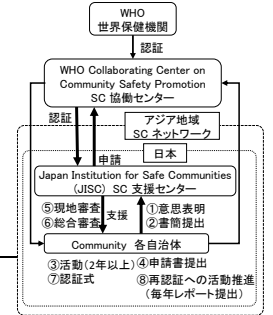 WHO
世界保健機関
認証
WHO Collaborating Center on
Community Safety Promotion
SC 協働センター
認証
申請
アジア地域
SC ネットワーク
日本
Japan Institution for Safe Communities
(JISC) SC 支援センター
⑤現地審査
⑥総合審査
支援
①意思表明
②書簡提出
Community 各自治体
③活動(2年以上)
④申請書提出
⑦認証式
⑧再認証への活動推進
(毎年レポート提出)